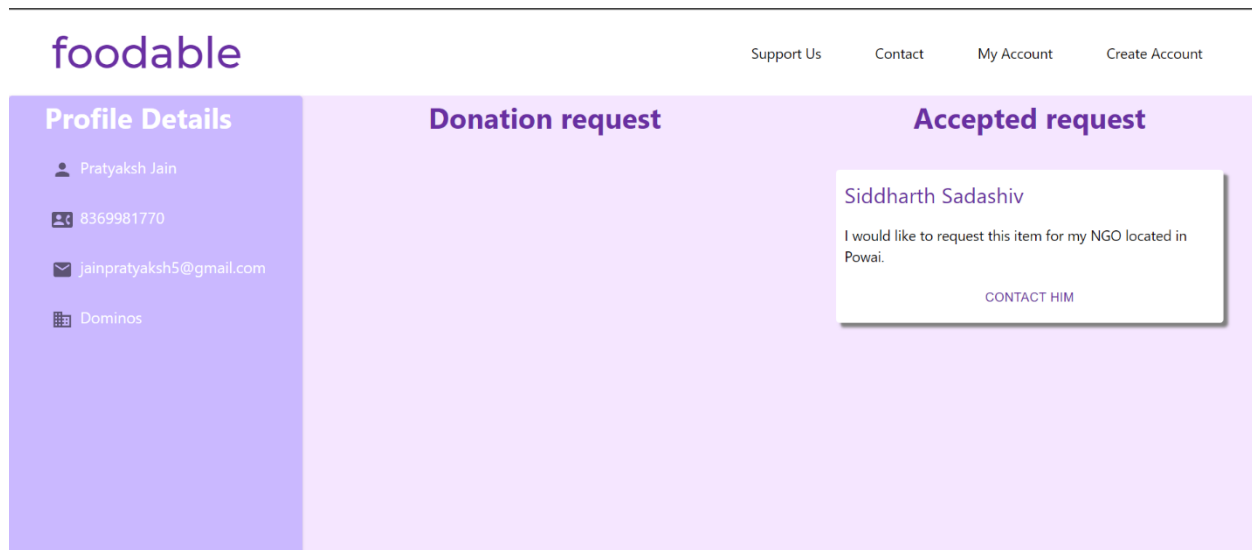 foodable
Support Us
Contact
My Account
Create Account
Profile Details
Pratyaksh Jain
8369981770
jainpratyaksh5@gmail.com
Dominos
Donation request
Accepted request
Siddharth Sadashiv
I would like to request this item for my NGO located in
Powai.
CONTACT HIM